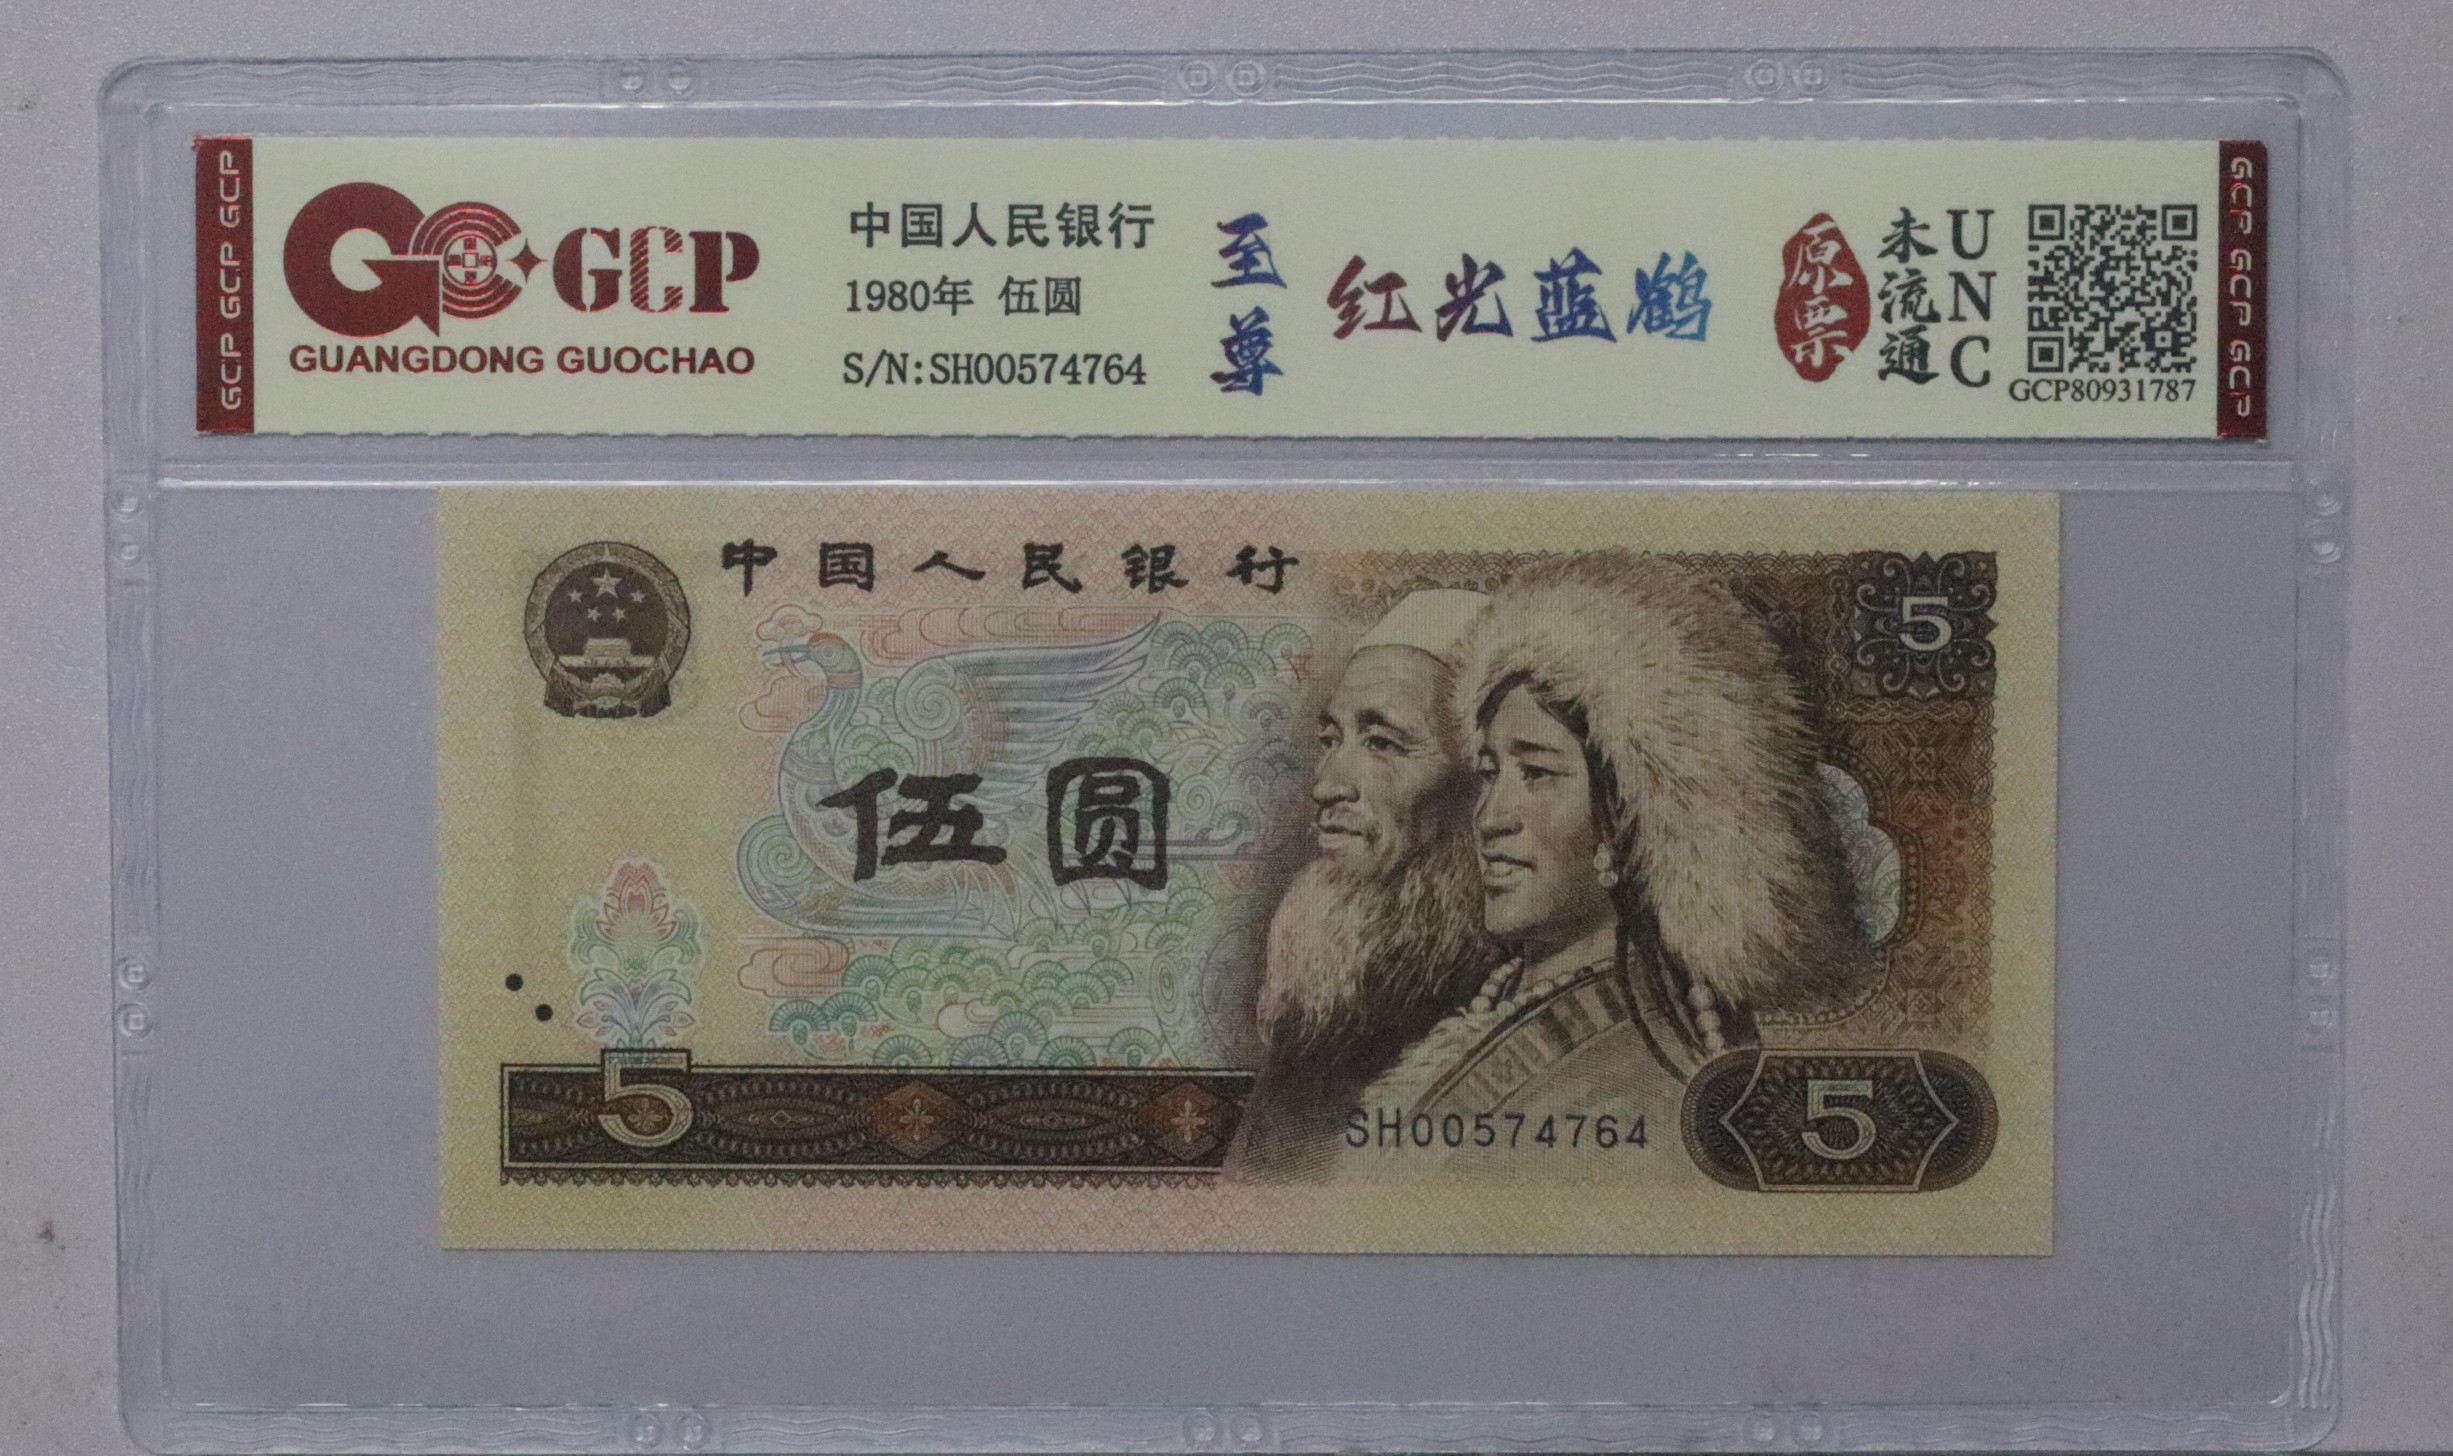 GCP GCP GCP
GCP
GUANGDONG GUOCHAO
中国人民银行
1980年 伍圆
S/N:SH00574764
至尊
红光蓝鹤
原票
未流通
UNC
GCP80931787
GCP GCP GCP GCP
中国人民银行
5
伍圆
5
SH00574764
5